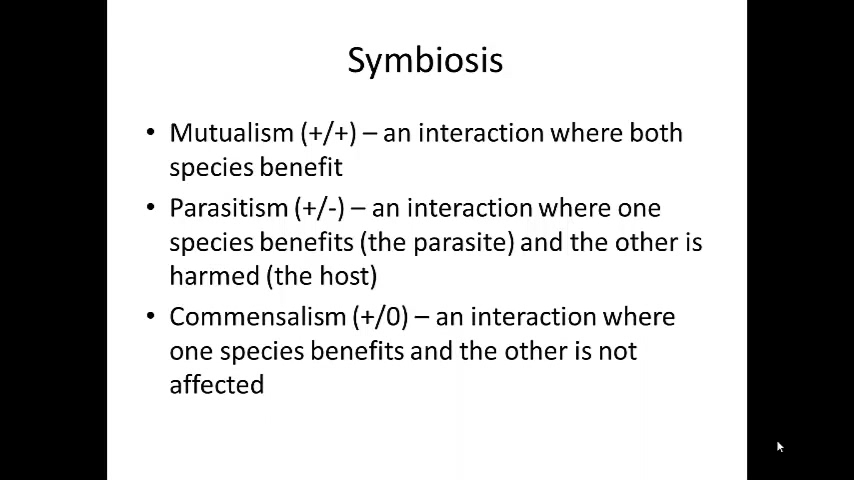 Symbiosis
• Mutualism (+/+) – an interaction where both
species benefit
• Parasitism (+/-) – an interaction where one
species benefits (the parasite) and the other is
harmed (the host)
• Commensalism (+/0) – an interaction where
one species benefits and the other is not
affected